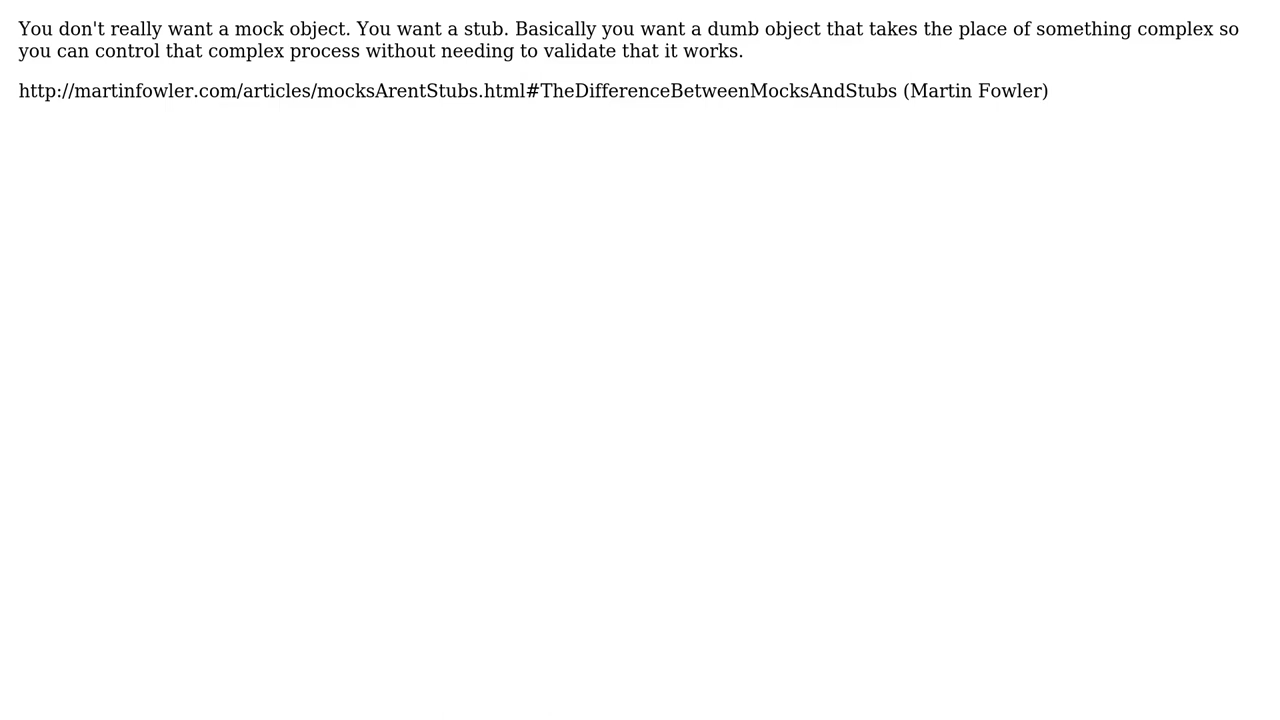 You don't really want a mock object. You want a stub. Basically you want a dumb object that takes the place of something complex so
you can control that complex process without needing to validate that it works.
http://martinfowler.com/articles/mocksArentStubs.html#TheDifferenceBetweenMocksAndStubs (Martin Fowler)